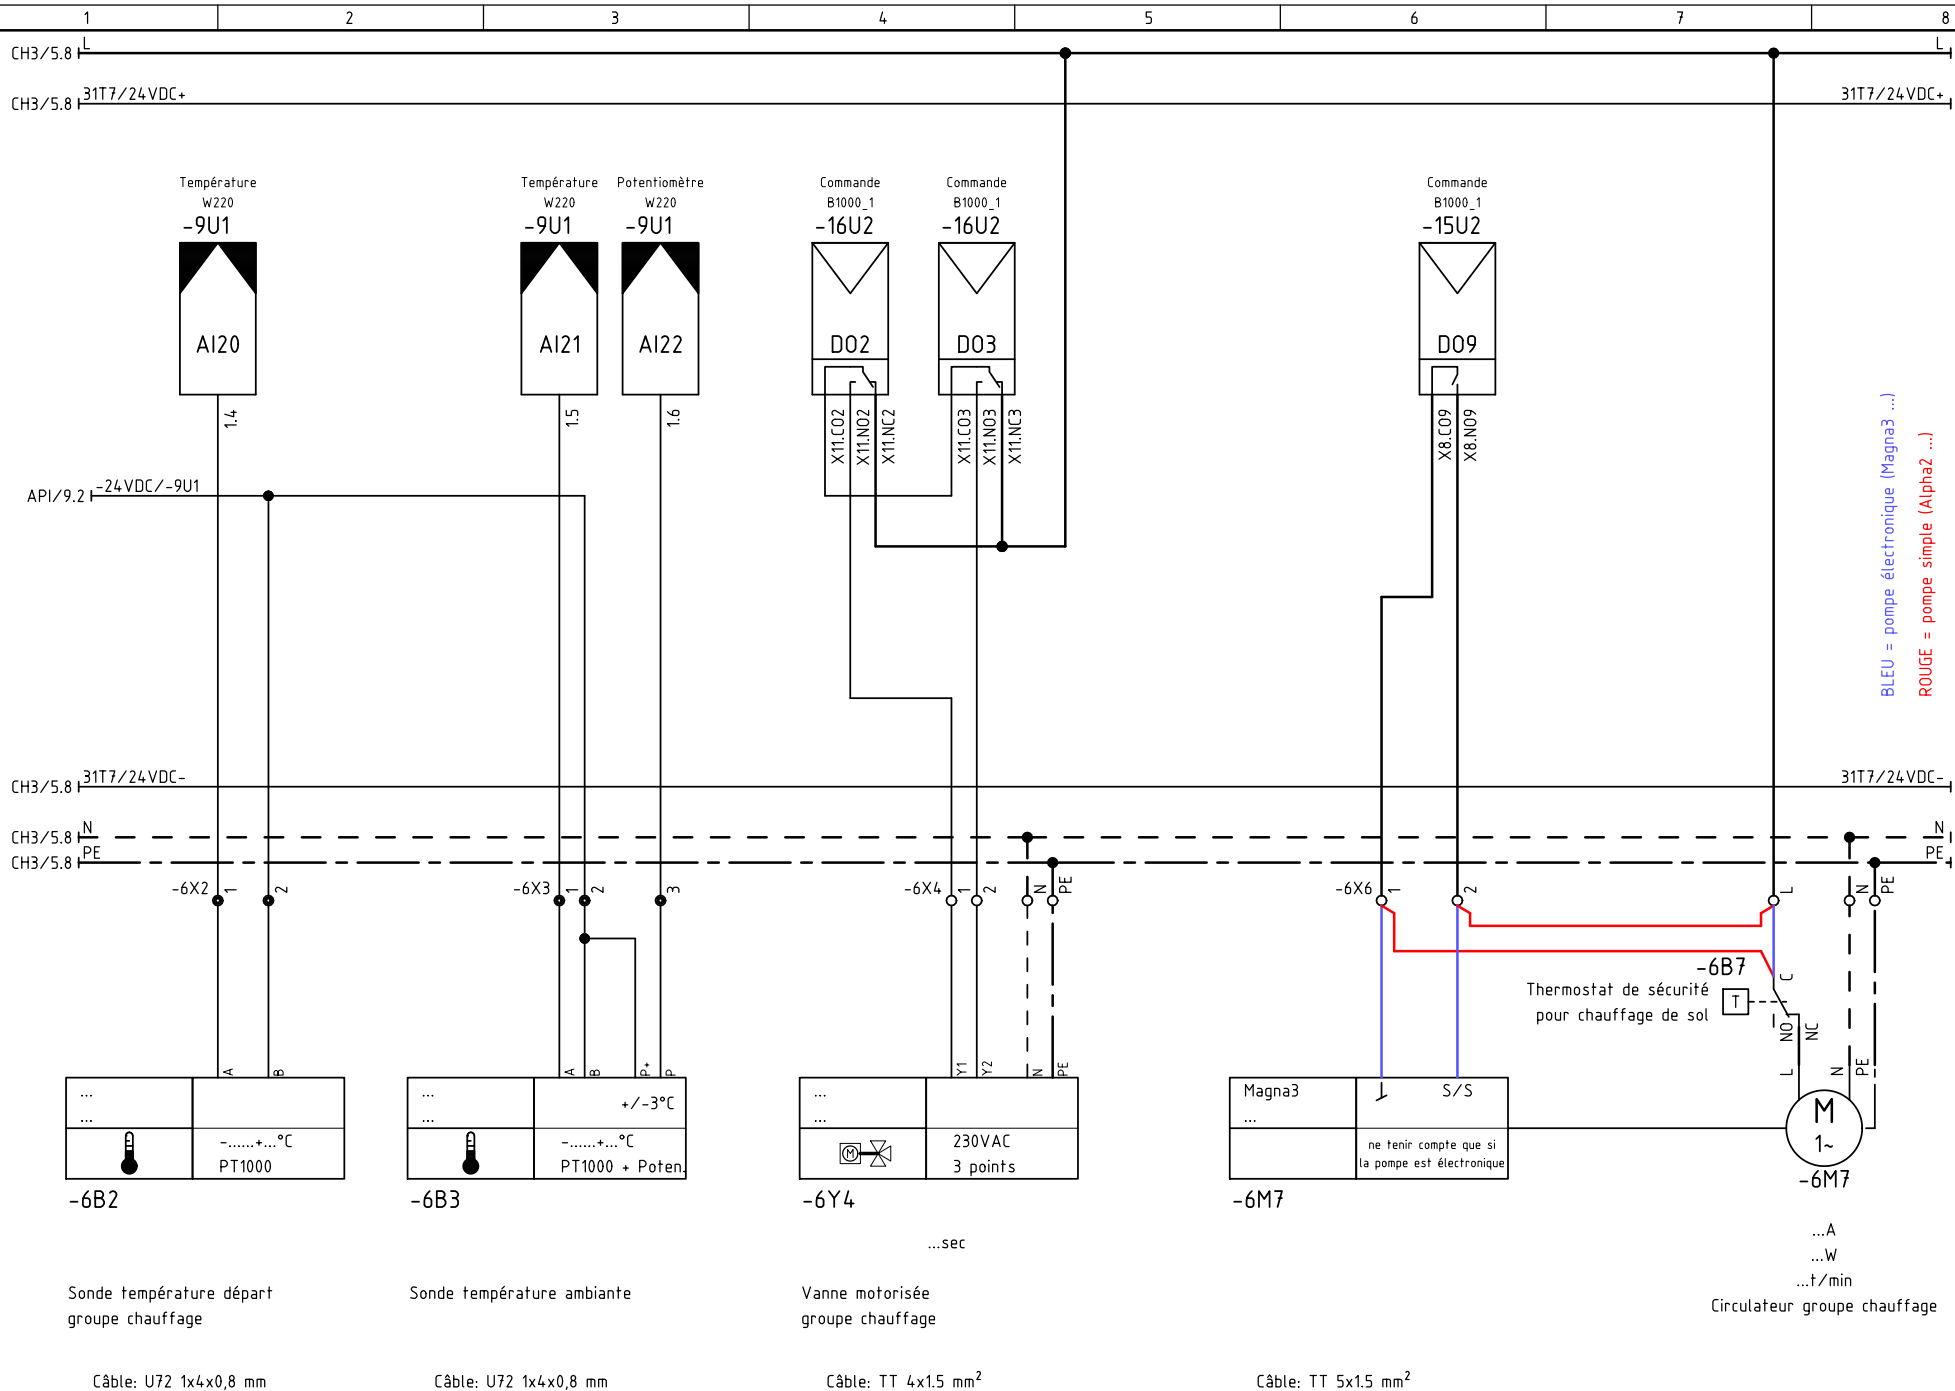 1 2 3 4 5 6 7 8
CH3/5.8 L L
CH3/5.8 31T7/24VDC+ 31T7/24VDC+
Température
W220
-9U1
AI20
1.4
Température
W220
-9U1
AI21
1.5
Potentiomètre
W220
-9U1
AI22
1.6
Commande
B1000_1
-16U2
DO2
X11.CO2
X11.NO2
X11.NC2
Commande
B1000_1
-16U2
DO3
X11.CO3
X11.NO3
X11.NC3
Commande
B1000_1
-15U2
DO9
X8.CO9
X8.NO9
BLEU = pompe électronique (Magna3 ...)
ROUGE = pompe simple (Alpha2 ...)
API/9.2 -24VDC/-9U1
CH3/5.8 31T7/24VDC- 31T7/24VDC-
CH3/5.8 N N
CH3/5.8 PE PE
-6X2 1 2
-6X3 1 2 3
-6X4 1 2 N PE
-6X6 1 2 L N PE
-6B7
Thermostat de sécurité
pour chauffage de sol
T
C
NO
NC
A B
...
...
-......+...°C
PT1000
-6B2
A B P+ P
...
...
+/-3°C
-......+...°C
PT1000 + Poten.
-6B3
Y1 Y2 N PE
...
...
M
230VAC
3 points
-6Y4
...sec
Magna3
...
S/S
ne tenir compte que si
la pompe est électronique
-6M7
L N PE
M
1~
-6M7
...A
...W
...t/min
Circulateur groupe chauffage
Sonde température départ
groupe chauffage
Sonde température ambiante
Vanne motorisée
groupe chauffage
Câble: U72 1x4x0,8 mm
Câble: U72 1x4x0,8 mm
Câble: TT 4x1.5 mm²
Câble: TT 5x1.5 mm²